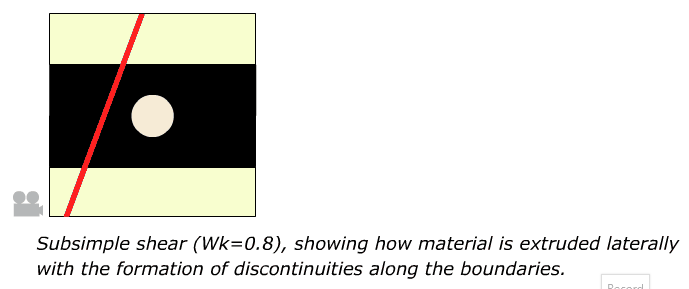 Subsimple shear (Wk=0.8), showing how material is extruded laterally
with the formation of discontinuities along the boundaries.
Record